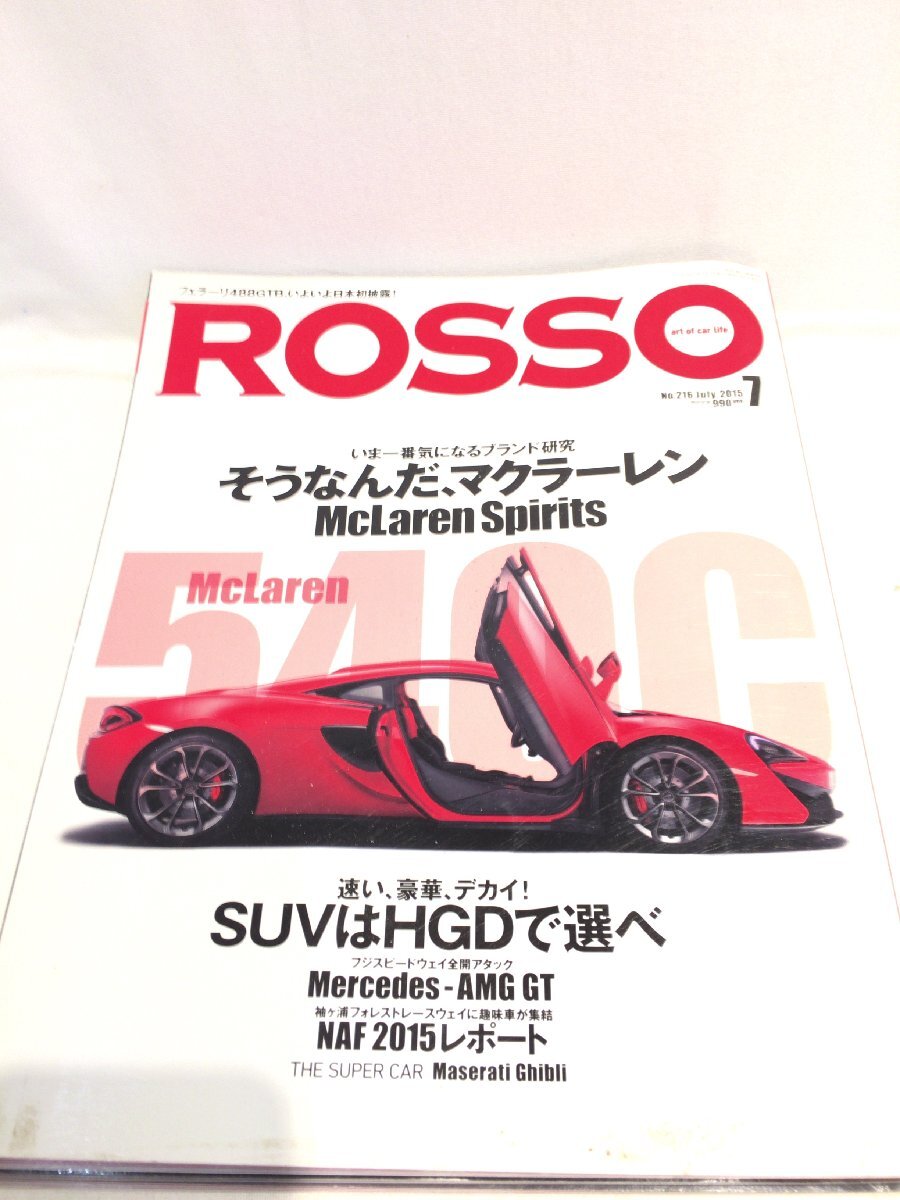 フェラーリ488GTB、いよいよ日本初披露！
ROSSO
art of car life
No.216 July 2015 7
990
いま一番気になるブランド研究
そうなんだ、マクラーレン
McLaren Spirits
McLaren
540C
速い、豪華、デカイ！
SUVはHGDで選べ
フジスピードウェイ全開アタック
Mercedes-AMG GT
袖ヶ浦フォレストレースウェイに趣味車が集結
NAF 2015レポート
THE SUPER CAR Maserati Ghibli